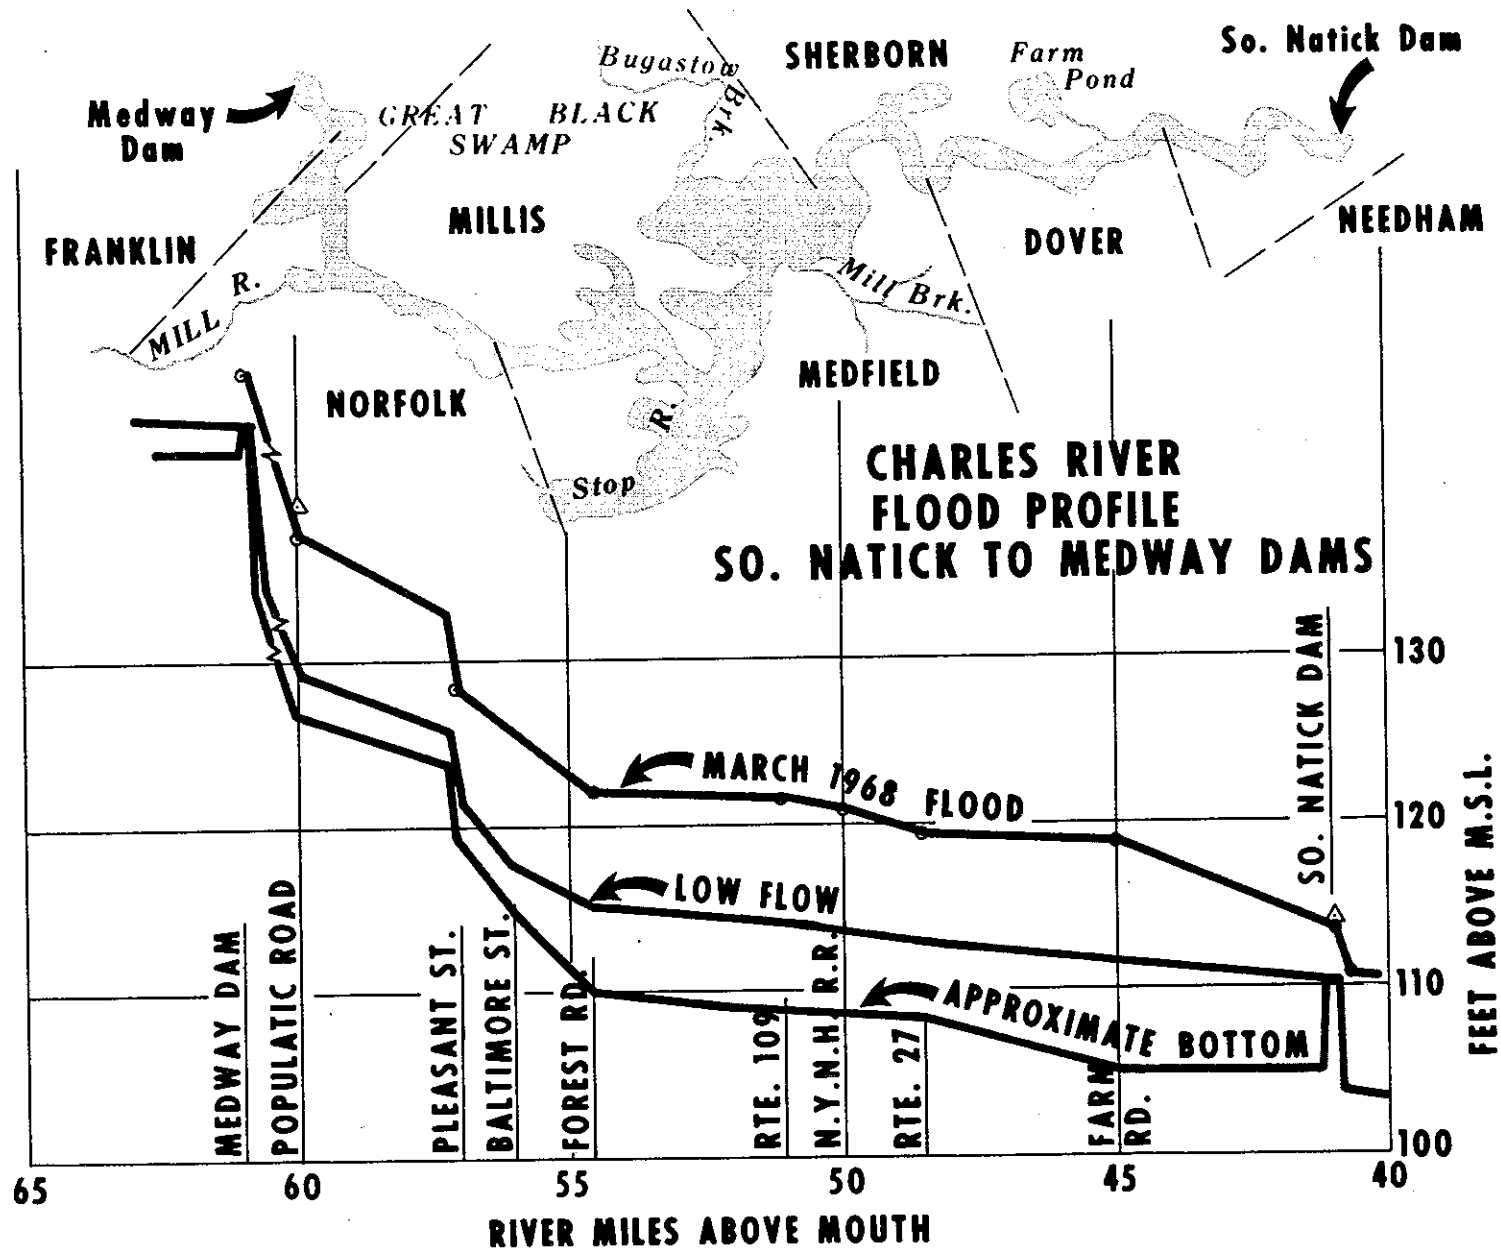 So. Natick Dam
SHERBORN
Farm
Pond
Bugastow
Brk.
Medway
Dam
GREAT BLACK
SWAMP
MILLIS
FRANKLIN
DOVER
NEEDHAM
MILL R.
Mill Brk.
NORFOLK
MEDFIELD
R.
Stop
CHARLES RIVER
FLOOD PROFILE
SO. NATICK TO MEDWAY DAMS
130
120
110
100
FEET ABOVE M.S.L.
SO. NATICK DAM
MARCH 1968 FLOOD
LOW FLOW
APPROXIMATE BOTTOM
MEDWAY DAM
POPULATIC ROAD
PLEASANT ST.
BALTIMORE ST.
FOREST RD.
RTE. 109
N.Y.N.H. R.R.
RTE. 27
FARM
RD.
65 60 55 50 45 40
RIVER MILES ABOVE MOUTH